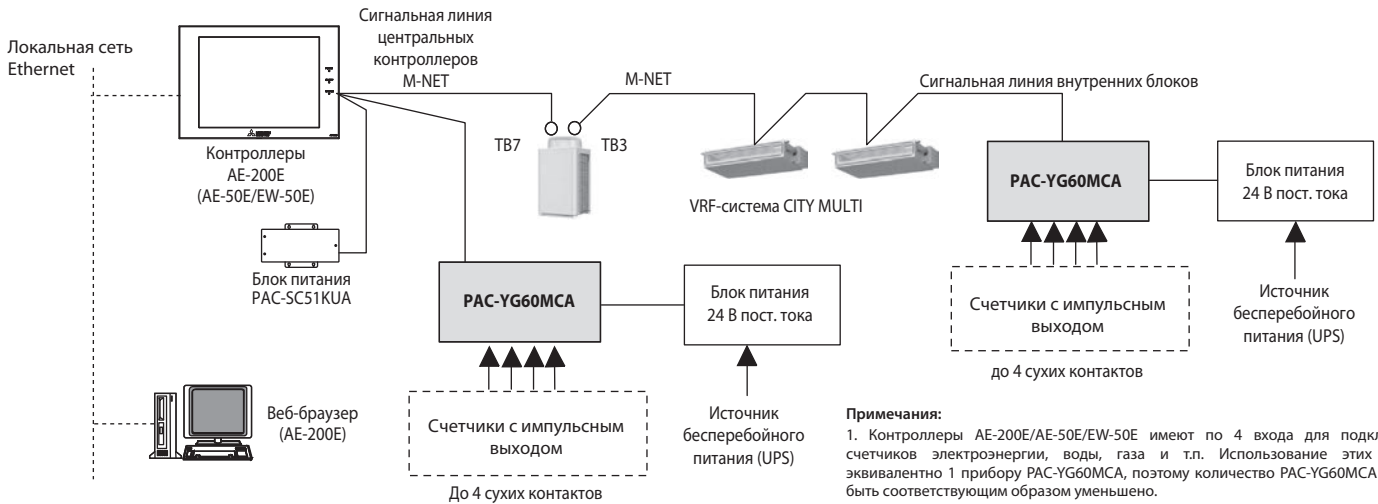 Локальная сеть
Ethernet
Сигнальная линия
центральных
контроллеров
M-NET
M-NET
Сигнальная линия внутренних блоков
TB7
TB3
Контроллеры
AE-200E
(AE-50E/EW-50E)
VRF-система CITY MULTI
PAC-YG60MCA
Блок питания
24 В пост. тока
Блок питания
PAC-SC51KUA
PAC-YG60MCA
Блок питания
24 В пост. тока
Счетчики с импульсным
выходом
Источник
бесперебойного
питания (UPS)
до 4 сухих контактов
Веб-браузер
(AE-200E)
Счетчики с импульсным
выходом
Источник
бесперебойного
питания (UPS)
До 4 сухих контактов
Примечания:
1. Контроллеры AE-200E/AE-50E/EW-50E имеют по 4 входа для подкл
счетчиков электроэнергии, воды, газа и т.п. Использование этих
эквивалентно 1 прибору PAC-YG60MCA, поэтому количество PAC-YG60MCA
быть соответствующим образом уменьшено.